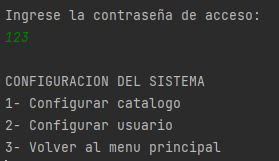 Ingrese la contraseña de acceso:
123
CONFIGURACION DEL SISTEMA
1- Configurar catalogo
2- Configurar usuario
3- Volver al menu principal